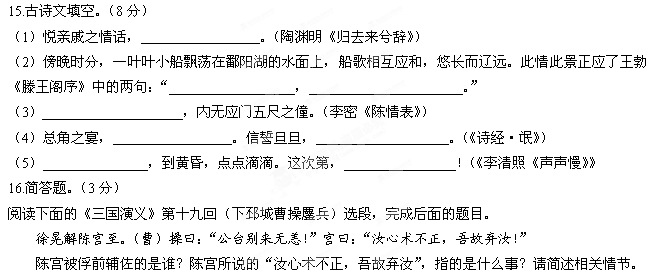 15.古诗文填空。（8分）
（1）悦亲戚之情话，______________。（陶渊明《归去来兮辞》）
（2）傍晚时分，一叶叶小船飘荡在鄱阳湖的水面上，船歌相互应和，悠长而辽远。此情此景正应了王勃
《滕王阁序》中的两句：“______________，__________________。”
（3）________________，内无应门五尺之僮。（李密《陈情表》）
（4）总角之宴，______________。信誓旦旦，________________。（《诗经·氓》）
（5）____________，到黄昏，点点滴滴。这次第，______________！（《李清照《声声慢》》
16.简答题。（3分）
阅读下面的《三国演义》第十九回（下邳城曹操鏖兵）选段，完成后面的题目。
徐晃解陈宫至。（曹）操曰：“公台别来无恙！”宫曰：“汝心术不正，吾故弃汝！”
陈宫被俘前辅佐的是谁？陈宫所说的“汝心术不正，吾故弃汝”，指的是什么事？请简述相关情节。